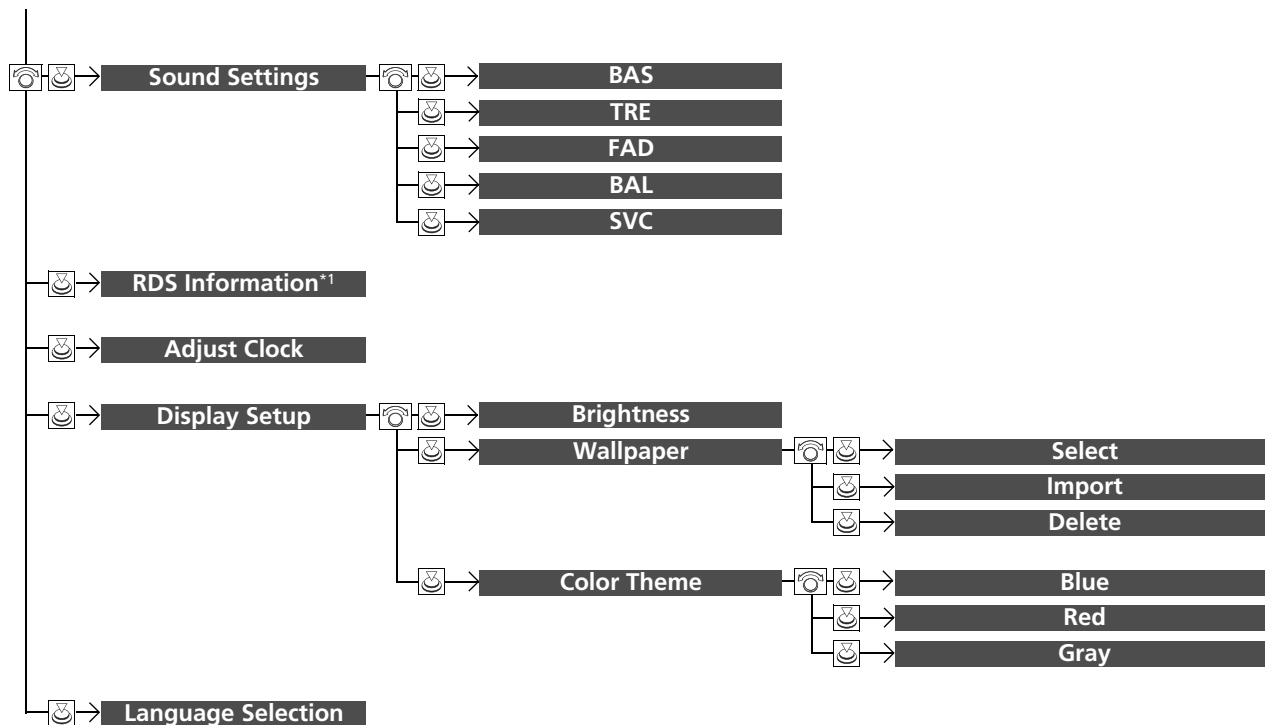 Sound Settings
BAS
TRE
FAD
BAL
SVC
RDS Information*1
Adjust Clock
Display Setup
Brightness
Wallpaper
Select
Import
Delete
Color Theme
Blue
Red
Gray
Language Selection